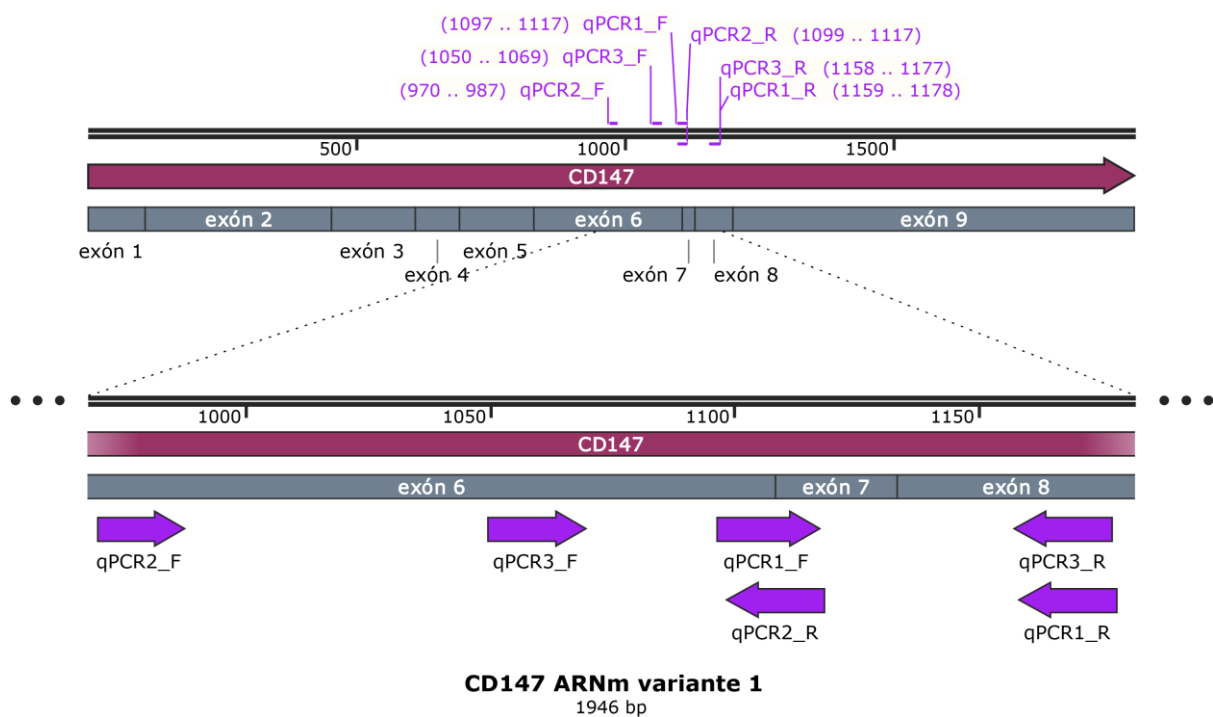 (1097 .. 1117) qPCR1_F
qPCR2_R (1099 .. 1117)
(1050 .. 1069) qPCR3_F
qPCR3_R (1158 .. 1177)
(970 .. 987) qPCR2_F
qPCR1_R (1159 .. 1178)
500 1000 1500
CD147
exón 2 exón 6 exón 9
exón 1 exón 3 exón 5 exón 7 exón 8
exón 4
••• •••
1000 1050 1100 1150
CD147
exón 6 exón 7 exón 8
qPCR2_F qPCR3_F qPCR1_F qPCR3_R
qPCR2_R qPCR1_R
CD147 ARNm variante 1
1946 bp